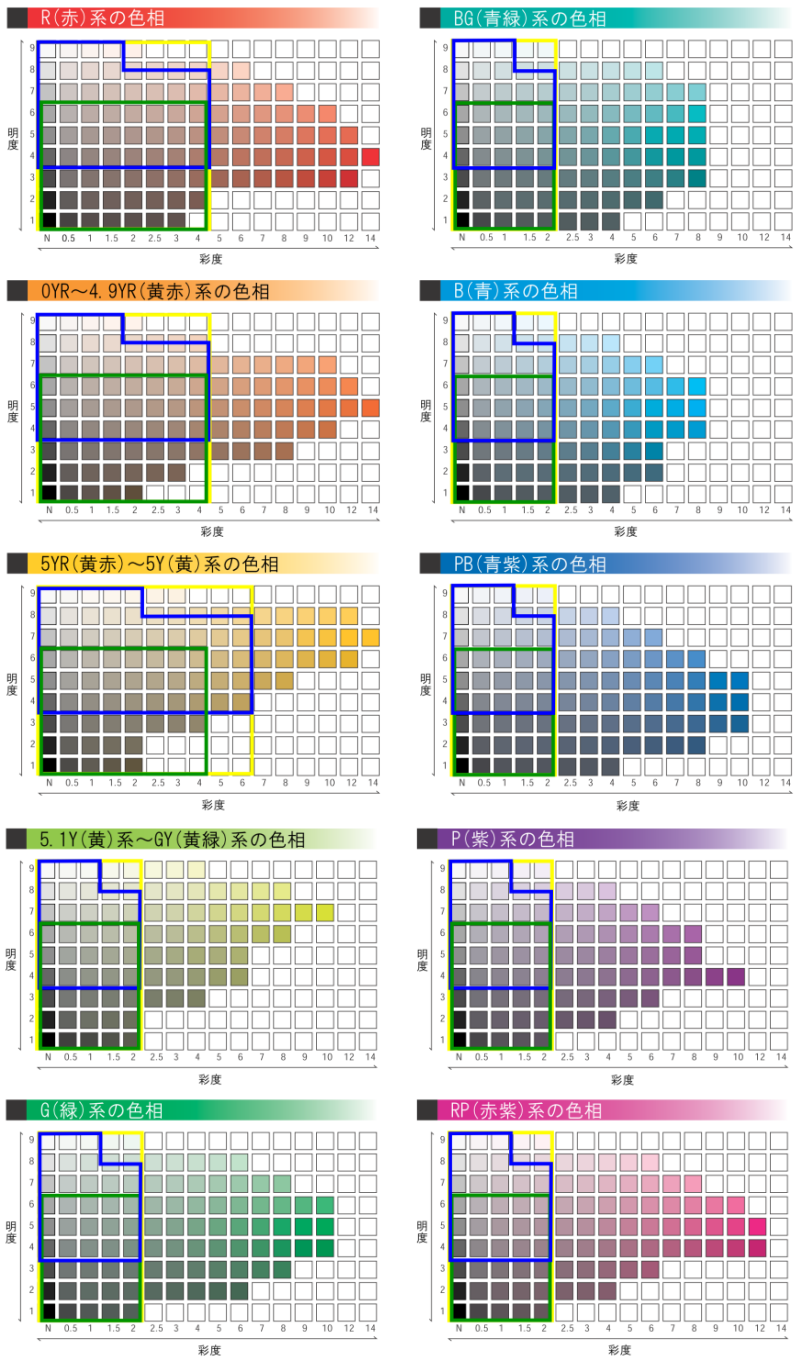 R(赤)系の色相
明度
9
8
7
6
5
4
3
2
1
N 0.5 1 1.5 2 2.5 3 4 5 6 7 8 9 10 12 14
彩度
BG(青緑)系の色相
明度
9
8
7
6
5
4
3
2
1
N 0.5 1 1.5 2 2.5 3 4 5 6 7 8 9 10 12 14
彩度
0YR～4.9YR(黄赤)系の色相
明度
9
8
7
6
5
4
3
2
1
N 0.5 1 1.5 2 2.5 3 4 5 6 7 8 9 10 12 14
彩度
B(青)系の色相
明度
9
8
7
6
5
4
3
2
1
N 0.5 1 1.5 2 2.5 3 4 5 6 7 8 9 10 12 14
彩度
5YR(黄赤)～5Y(黄)系の色相
明度
9
8
7
6
5
4
3
2
1
N 0.5 1 1.5 2 2.5 3 4 5 6 7 8 9 10 12 14
彩度
PB(青紫)系の色相
明度
9
8
7
6
5
4
3
2
1
N 0.5 1 1.5 2 2.5 3 4 5 6 7 8 9 10 12 14
彩度
5.1Y(黄)系～GY(黄緑)系の色相
明度
9
8
7
6
5
4
3
2
1
N 0.5 1 1.5 2 2.5 3 4 5 6 7 8 9 10 12 14
彩度
P(紫)系の色相
明度
9
8
7
6
5
4
3
2
1
N 0.5 1 1.5 2 2.5 3 4 5 6 7 8 9 10 12 14
彩度
G(緑)系の色相
明度
9
8
7
6
5
4
3
2
1
N 0.5 1 1.5 2 2.5 3 4 5 6 7 8 9 10 12 14
彩度
RP(赤紫)系の色相
明度
9
8
7
6
5
4
3
2
1
N 0.5 1 1.5 2 2.5 3 4 5 6 7 8 9 10 12 14
彩度